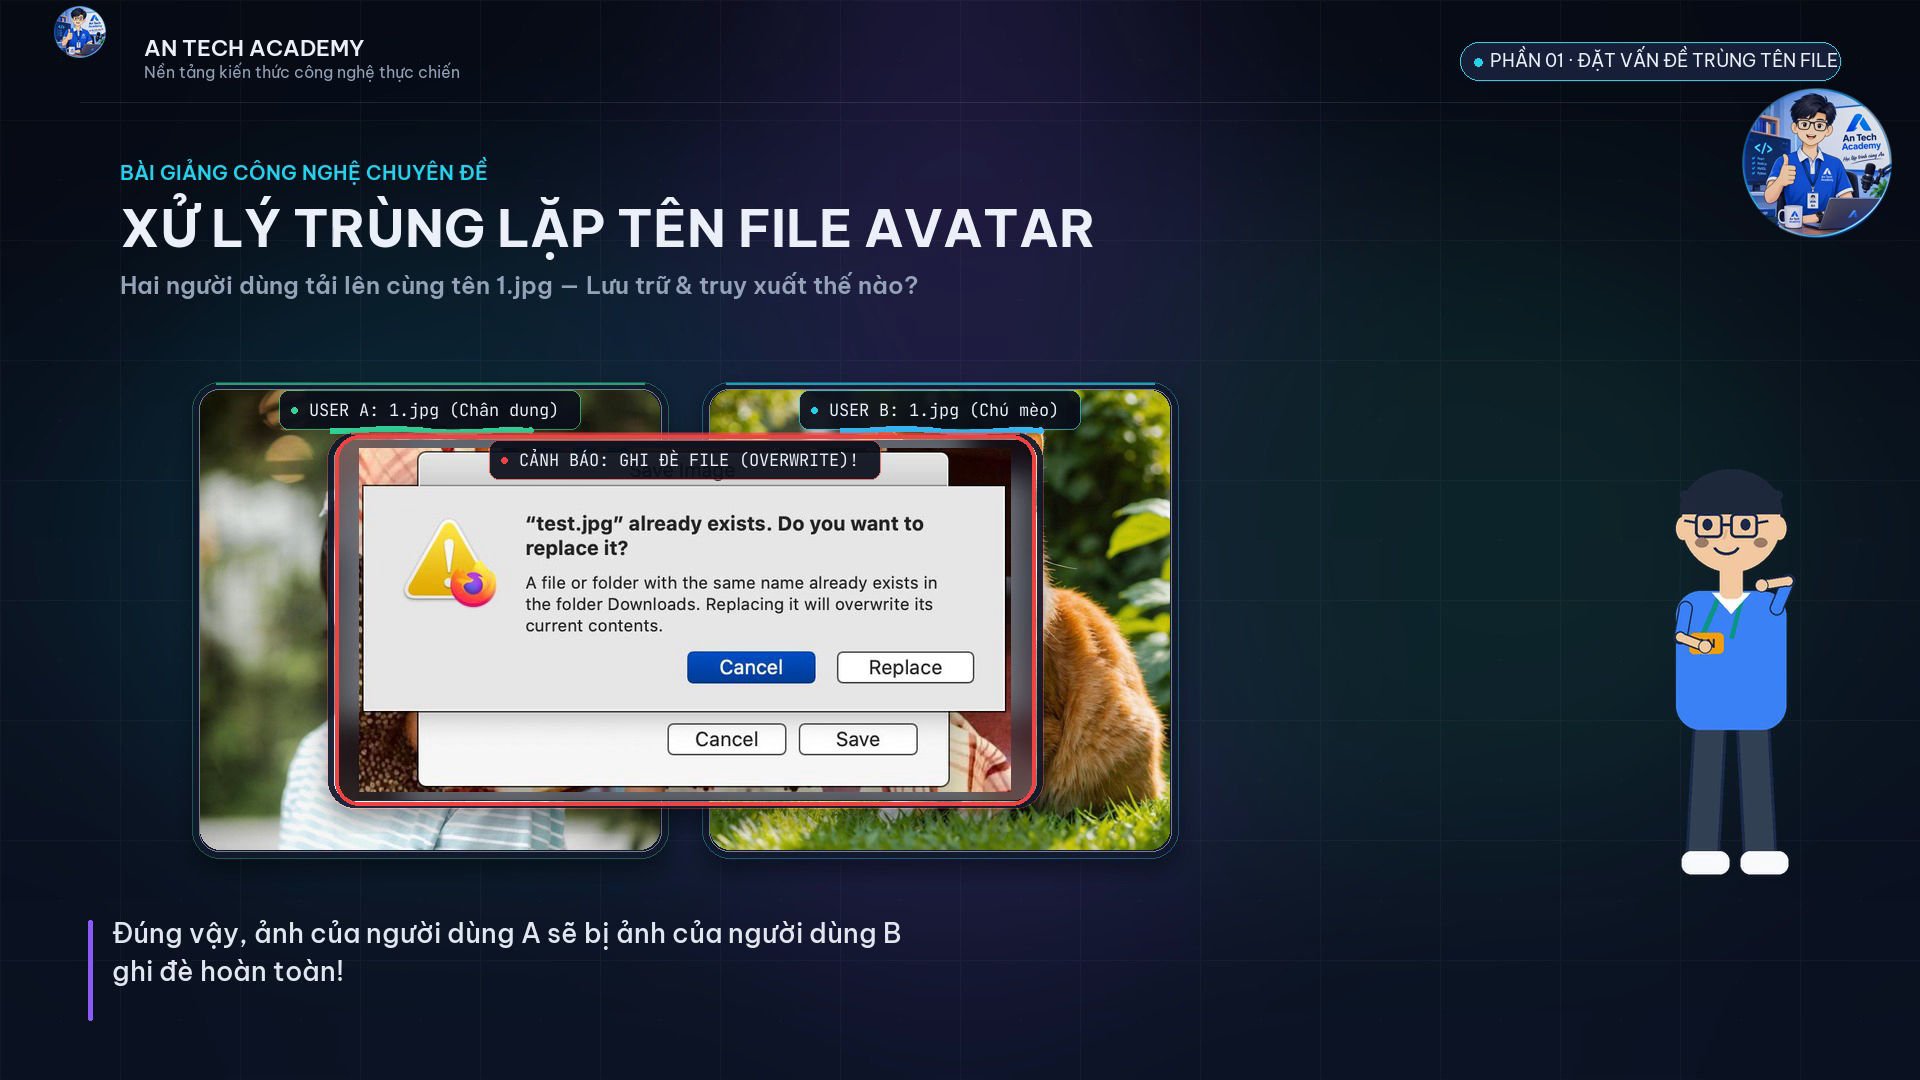 AN TECH ACADEMY
Nền tảng kiến thức công nghệ thực chiến
PHẦN 01 · ĐẶT VẤN ĐỀ TRÙNG TÊN FILE
An Tech
Academy
BÀI GIẢNG CÔNG NGHỆ CHUYÊN ĐỀ
XỬ LÝ TRÙNG LẶP TÊN FILE AVATAR
Hai người dùng tải lên cùng tên 1.jpg — Lưu trữ & truy xuất thế nào?
USER A: 1.jpg (Chân dung)
USER B: 1.jpg (Chú mèo)
CẢNH BÁO: GHI ĐÈ FILE (OVERWRITE)!
Save Image
“test.jpg” already exists. Do you want to
replace it?
A file or folder with the same name already exists in
the folder Downloads. Replacing it will overwrite its
current contents.
Cancel
Replace
Cancel
Save
Đúng vậy, ảnh của người dùng A sẽ bị ảnh của người dùng B
ghi đè hoàn toàn!